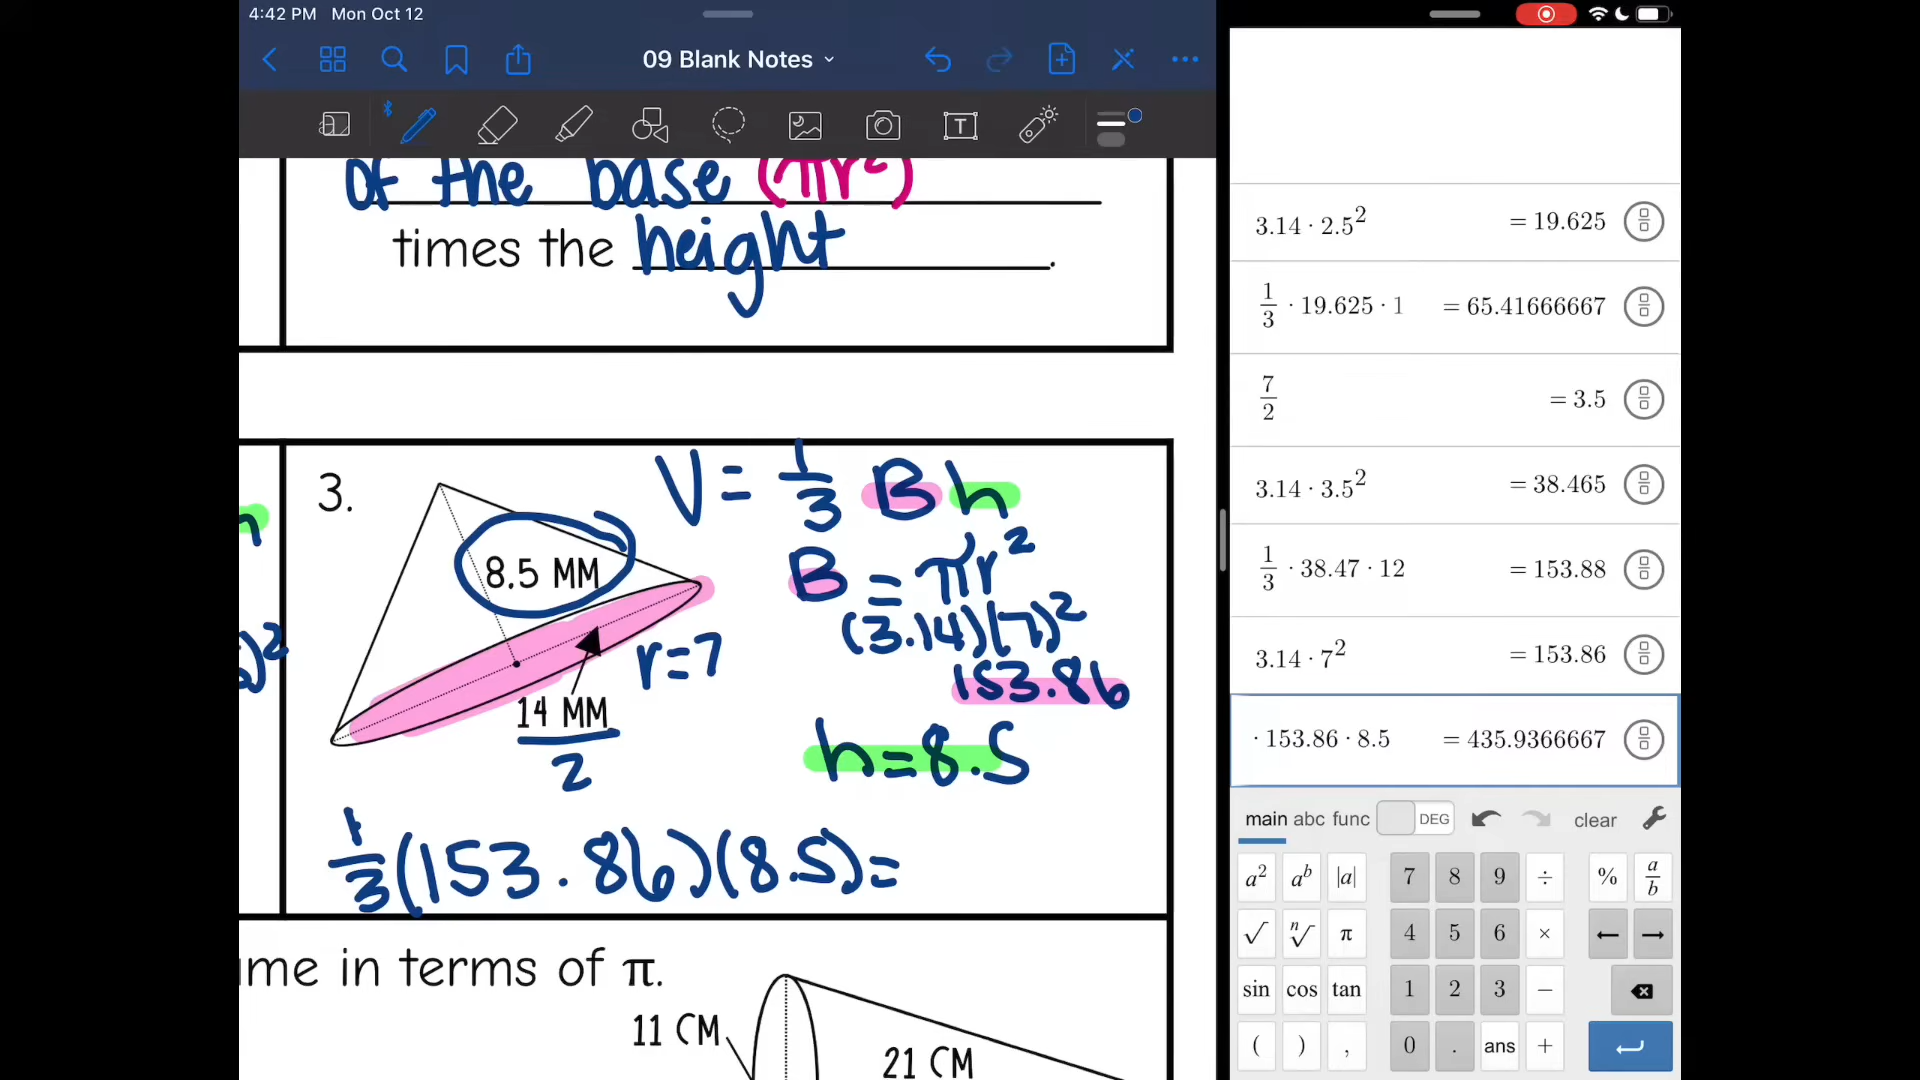 4:42 PM Mon Oct 12
09 Blank Notes
of the base (πr²)
times the height.
3.
V = 1/3 B h
8.5 MM
B = πr²
(3.14)(7)²
r=7
153.86
14 MM
2
h=8.5
1/3(153.86)(8.5)=
h
)²
me in terms of π.
11 CM
21 CM
3.14 · 2.5² = 19.625
1/3 · 19.625 · 1 = 65.41666667
7/2 = 3.5
3.14 · 3.5² = 38.465
1/3 · 38.47 · 12 = 153.88
3.14 · 7² = 153.86
· 153.86 · 8.5 = 435.9366667
main abc func DEG clear
a² aᵇ |a| 7 8 9 ÷ % a/b
√ ⁿ√ π 4 5 6 × ← →
sin cos tan 1 2 3 −
( ) , 0 . ans +